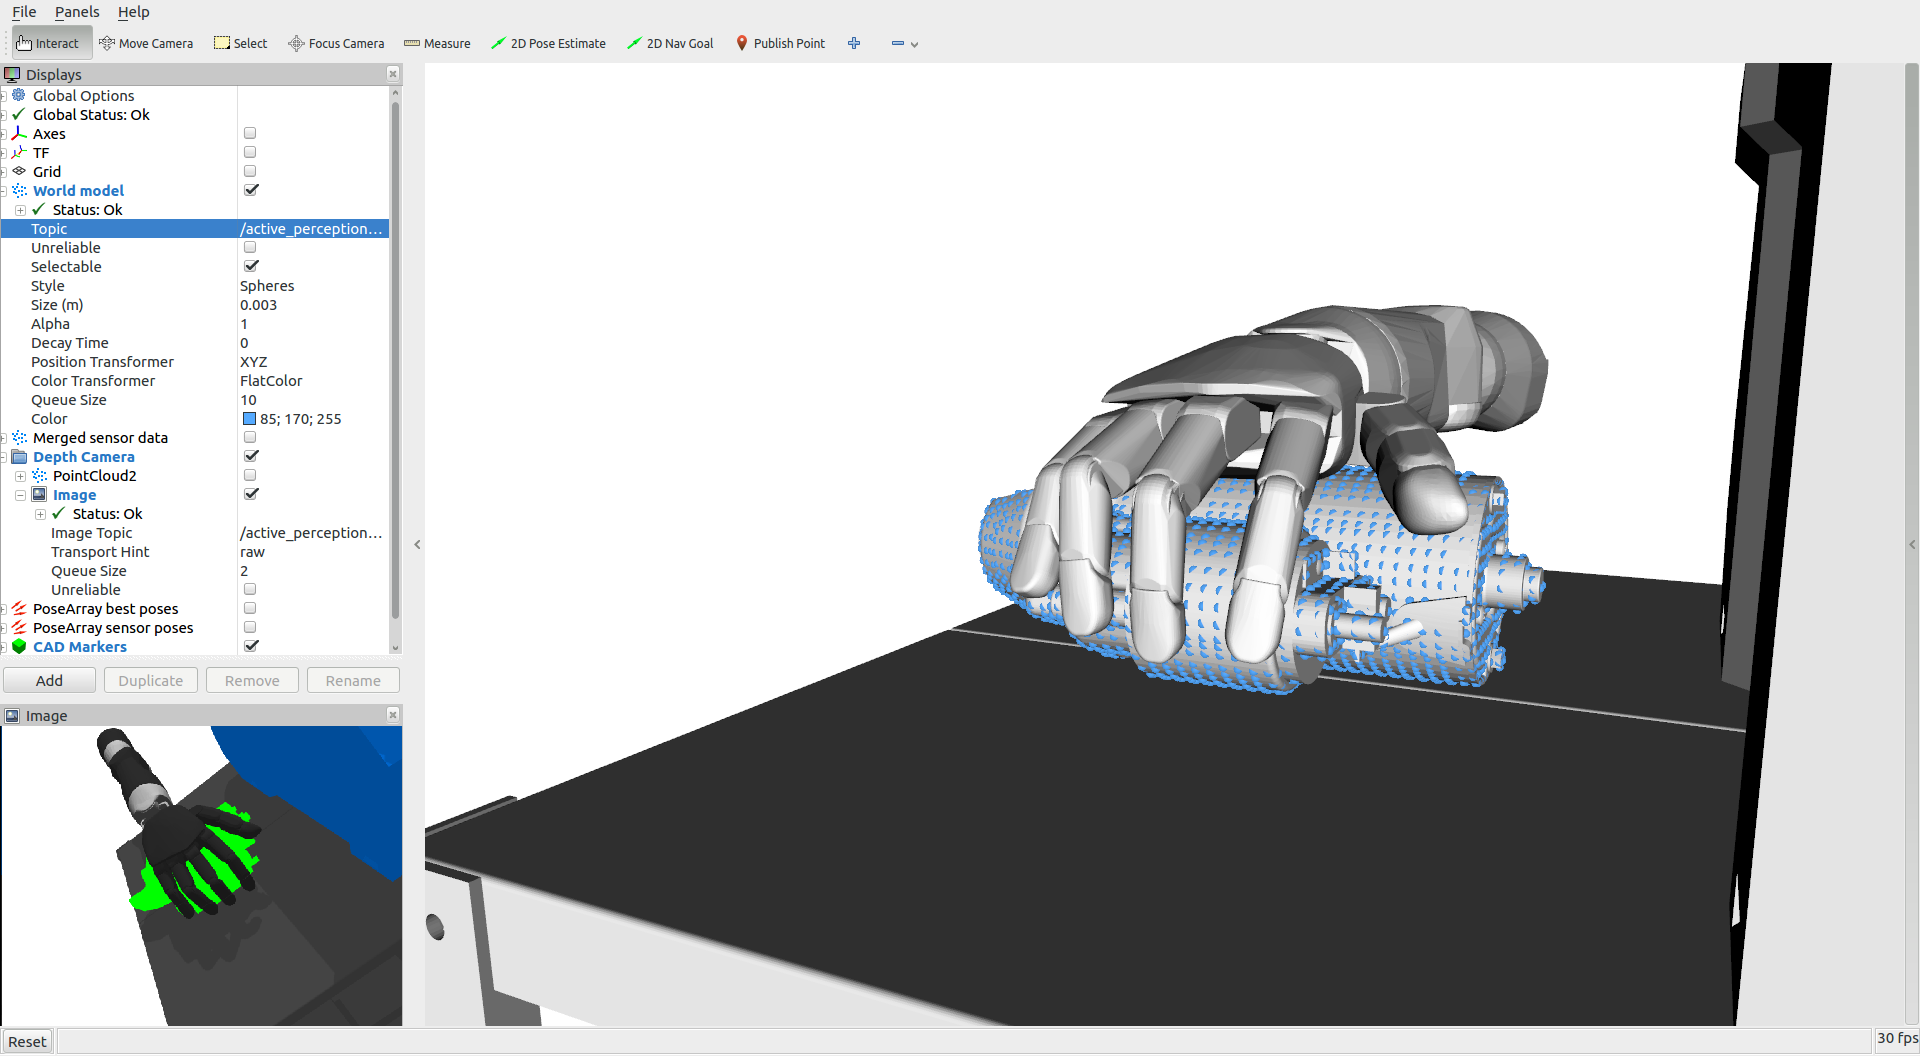 File Panels Help
Interact Move Camera Select Focus Camera Measure 2D Pose Estimate 2D Nav Goal Publish Point
Displays
Global Options
Global Status: Ok
Axes
TF
Grid
World model
Status: Ok
Topic /active_perception...
Unreliable
Selectable
Style Spheres
Size (m) 0.003
Alpha 1
Decay Time 0
Position Transformer XYZ
Color Transformer FlatColor
Queue Size 10
Color 85; 170; 255
Merged sensor data
Depth Camera
PointCloud2
Image
Status: Ok
Image Topic /active_perception...
Transport Hint raw
Queue Size 2
Unreliable
PoseArray best poses
PoseArray sensor poses
CAD Markers
Add Duplicate Remove Rename
Image
Reset 30 fps